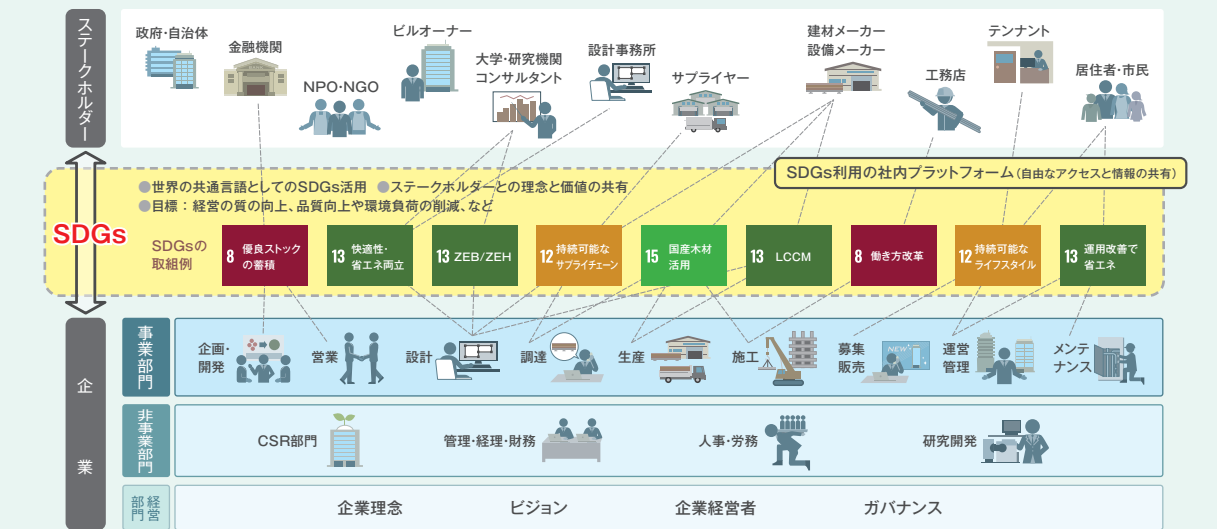 ステークホルダー
政府・自治体
金融機関
NPO・NGO
ビルオーナー
大学・研究機関
コンサルタント
設計事務所
サプライヤー
建材メーカー
設備メーカー
工務店
テンナント
居住者・市民
SDGs利用の社内プラットフォーム(自由なアクセスと情報の共有)
●世界の共通言語としてのSDGs活用 ●ステークホルダーとの理念と価値の共有
●目標：経営の質の向上、品質向上や環境負荷の削減、など
SDGs
SDGsの
取組例
8 優良ストック
の蓄積
13 快適性・
省エネ両立
13 ZEB/ZEH
12 持続可能な
サプライチェーン
15 国産木材
活用
13 LCCM
8 働き方改革
12 持続可能な
ライフスタイル
13 運用改善で
省エネ
企業
事業部門
企画・
開発
営業
設計
調達
生産
施工
募集
販売
NEW
運営
管理
メンテ
ナンス
非事業部門
CSR部門
管理・経理・財務
人事・労務
研究開発
経営
部門
企業理念
ビジョン
企業経営者
ガバナンス